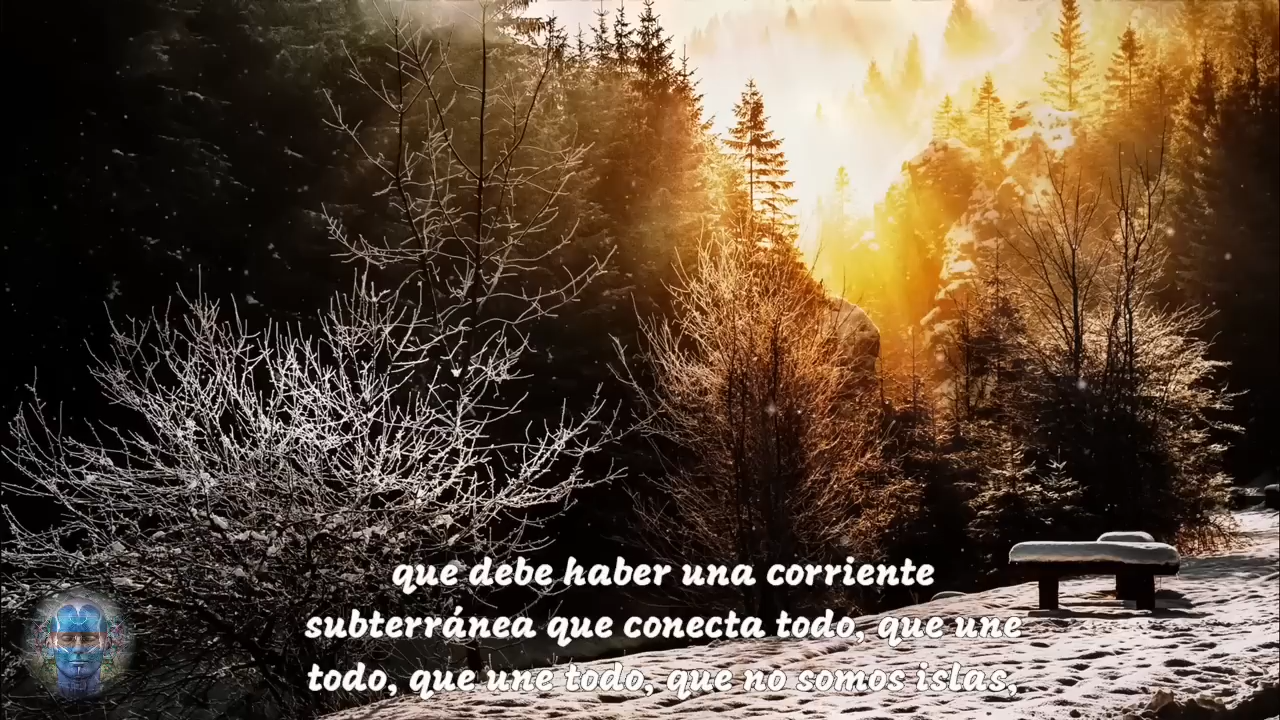 que debe haber una corriente
subterránea que conecta todo, que une
todo, que une todo, que no somos islas,